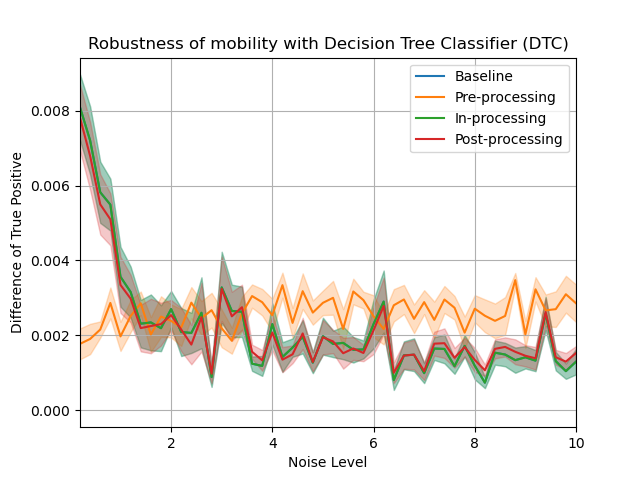 Robustness of mobility with Decision Tree Classifier (DTC)
Baseline
Pre-processing
In-processing
Post-processing
Difference of True Positive
0.008
0.006
0.004
0.002
0.000
2 4 6 8 10
Noise Level